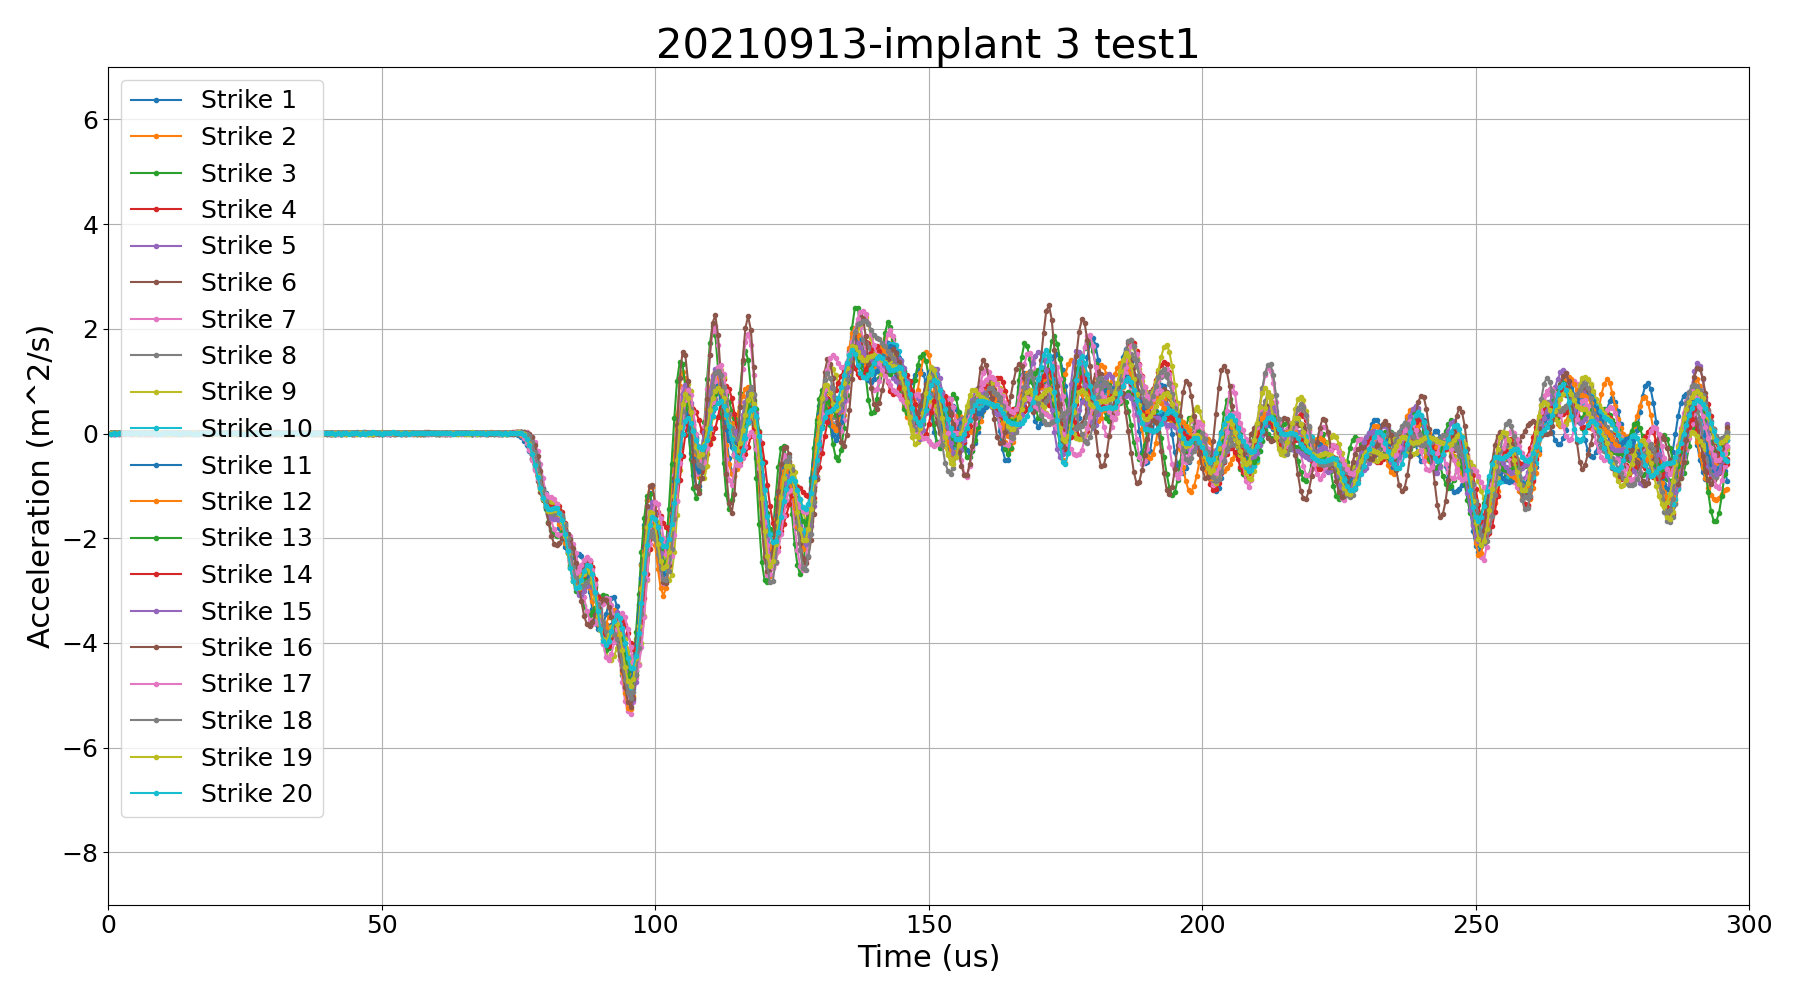 20210913-implant 3 test1
Strike 1
Strike 2
Strike 3
Strike 4
Strike 5
Strike 6
Strike 7
Strike 8
Strike 9
Strike 10
Strike 11
Strike 12
Strike 13
Strike 14
Strike 15
Strike 16
Strike 17
Strike 18
Strike 19
Strike 20
6
4
2
0
−2
−4
−6
−8
Acceleration (m^2/s)
0 50 100 150 200 250 300
Time (us)